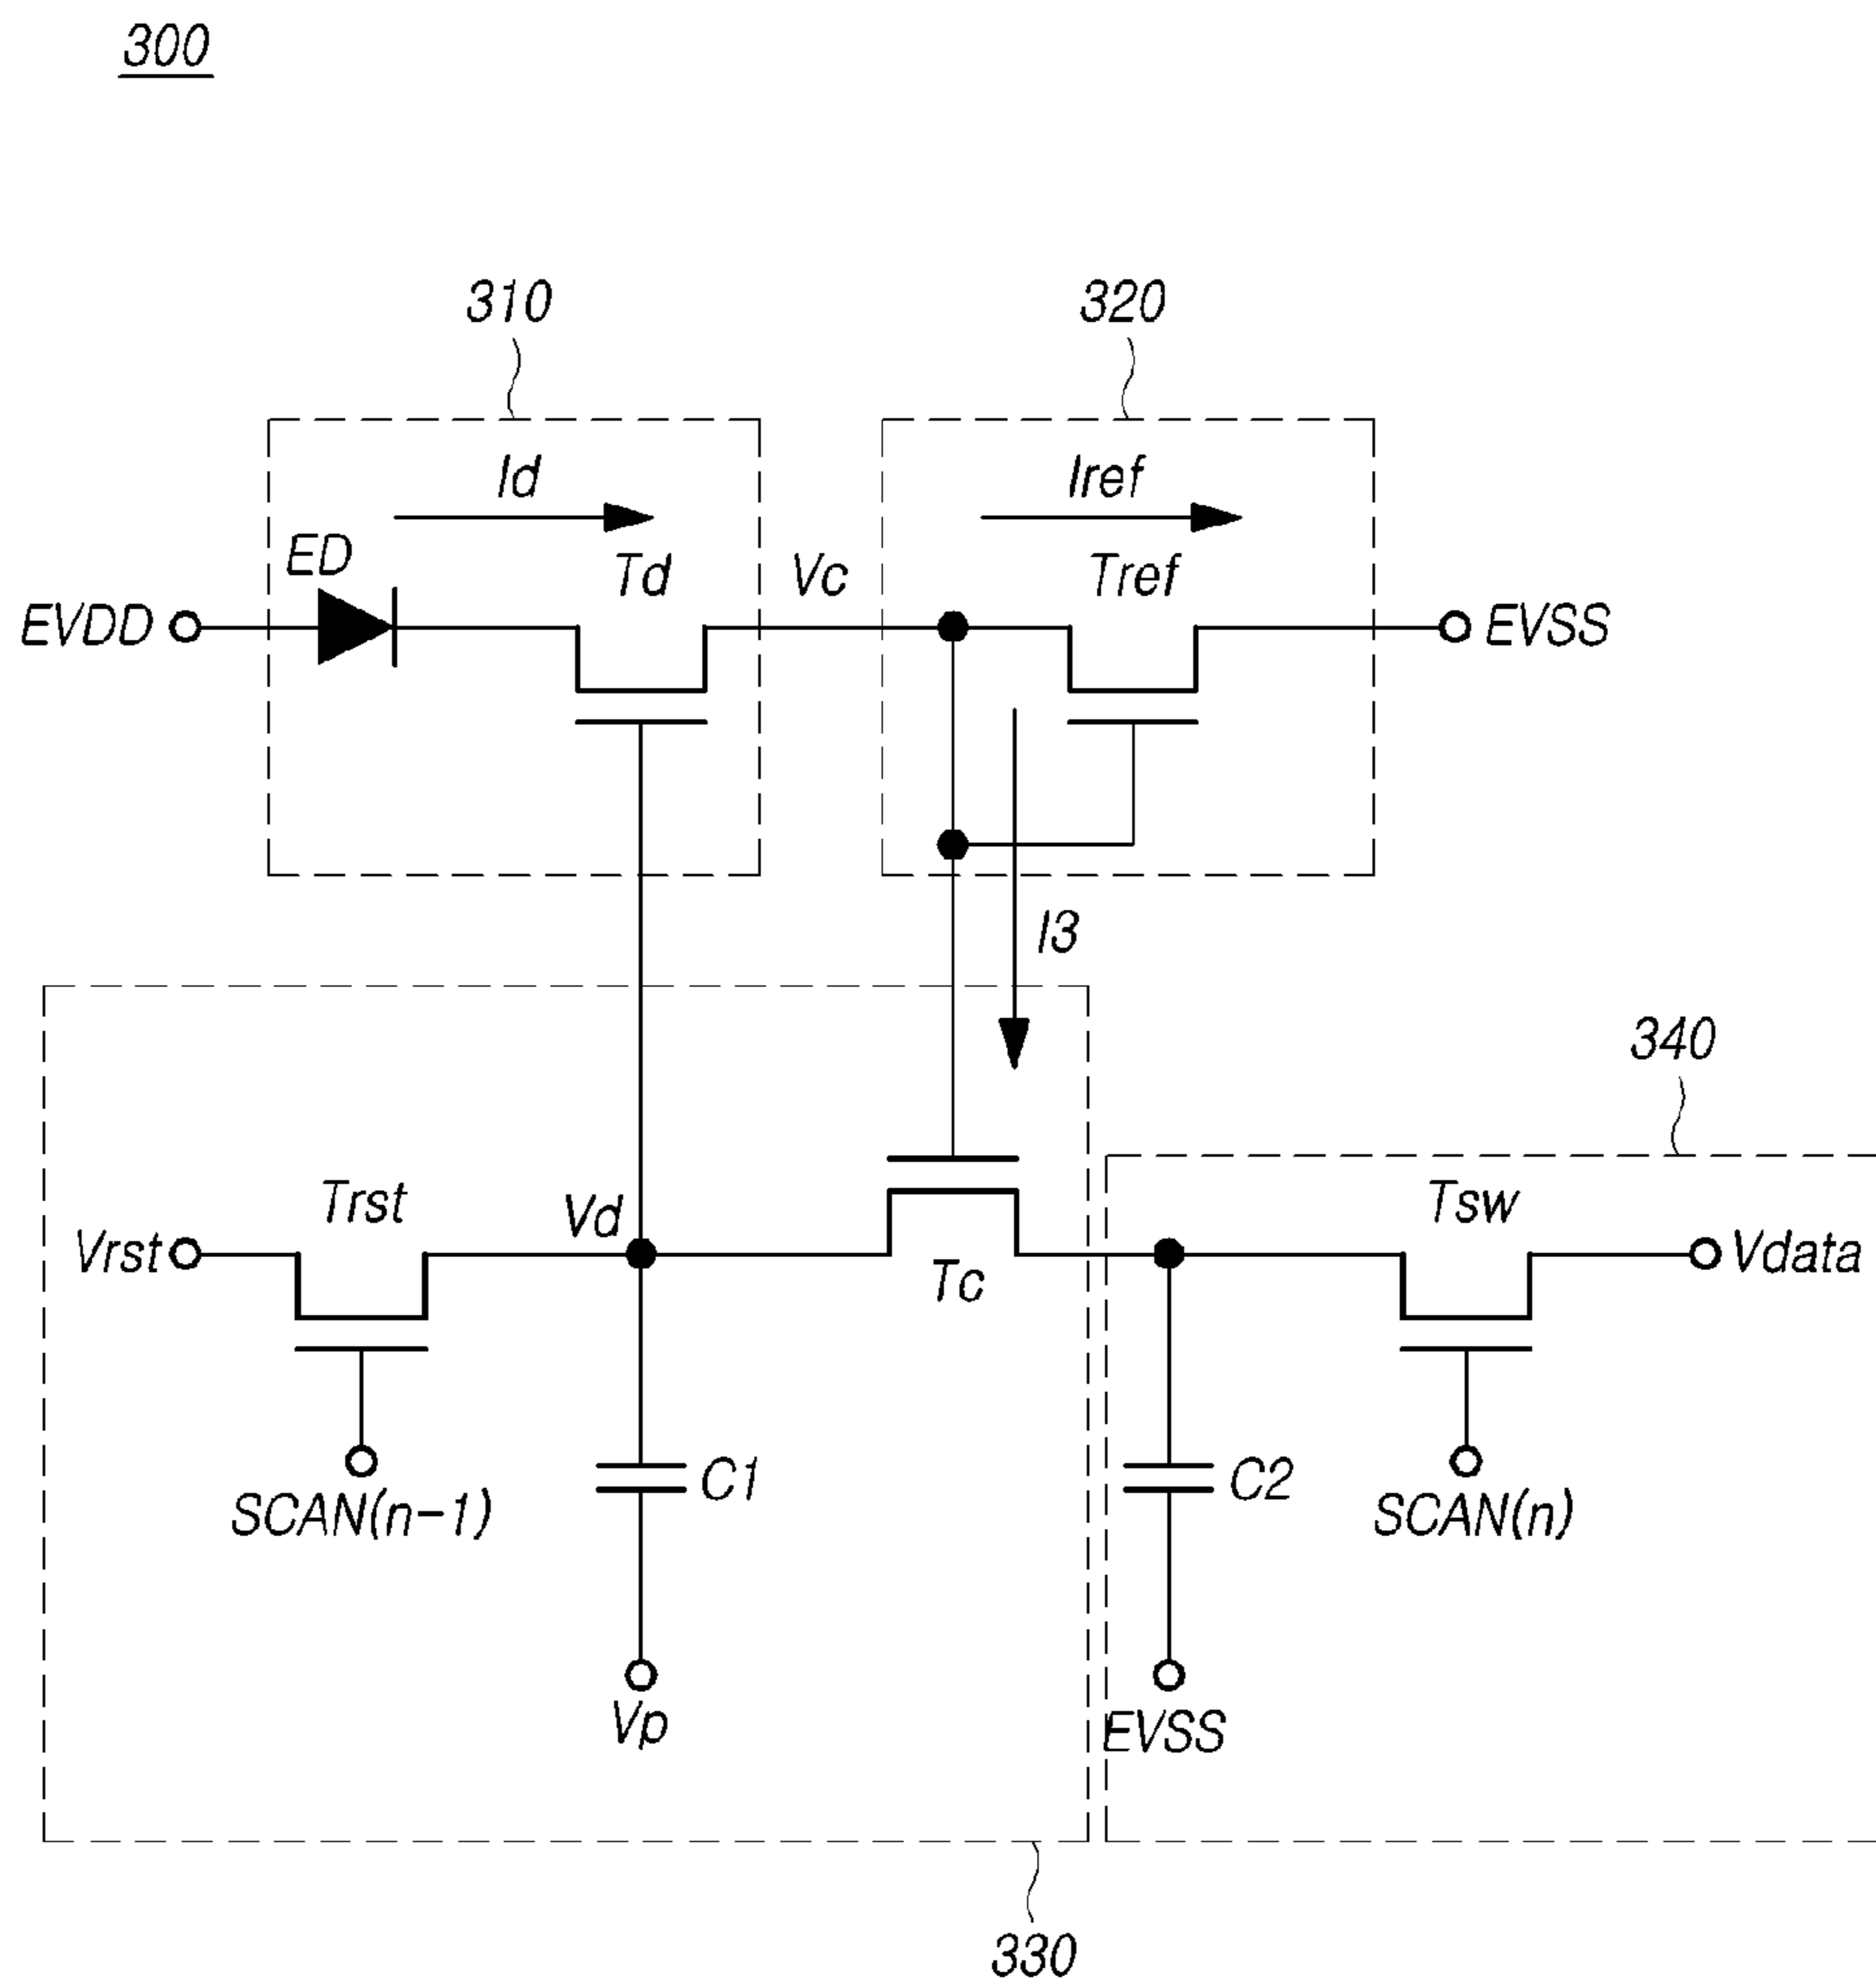 300
310
320
Id
Iref
ED
Td
Vc
Tref
EVDD
EVSS
I3
340
Trst
Vd
Tsw
Vrst
Tc
Vdata
C1
C2
SCAN(n-1)
SCAN(n)
Vp
EVSS
330